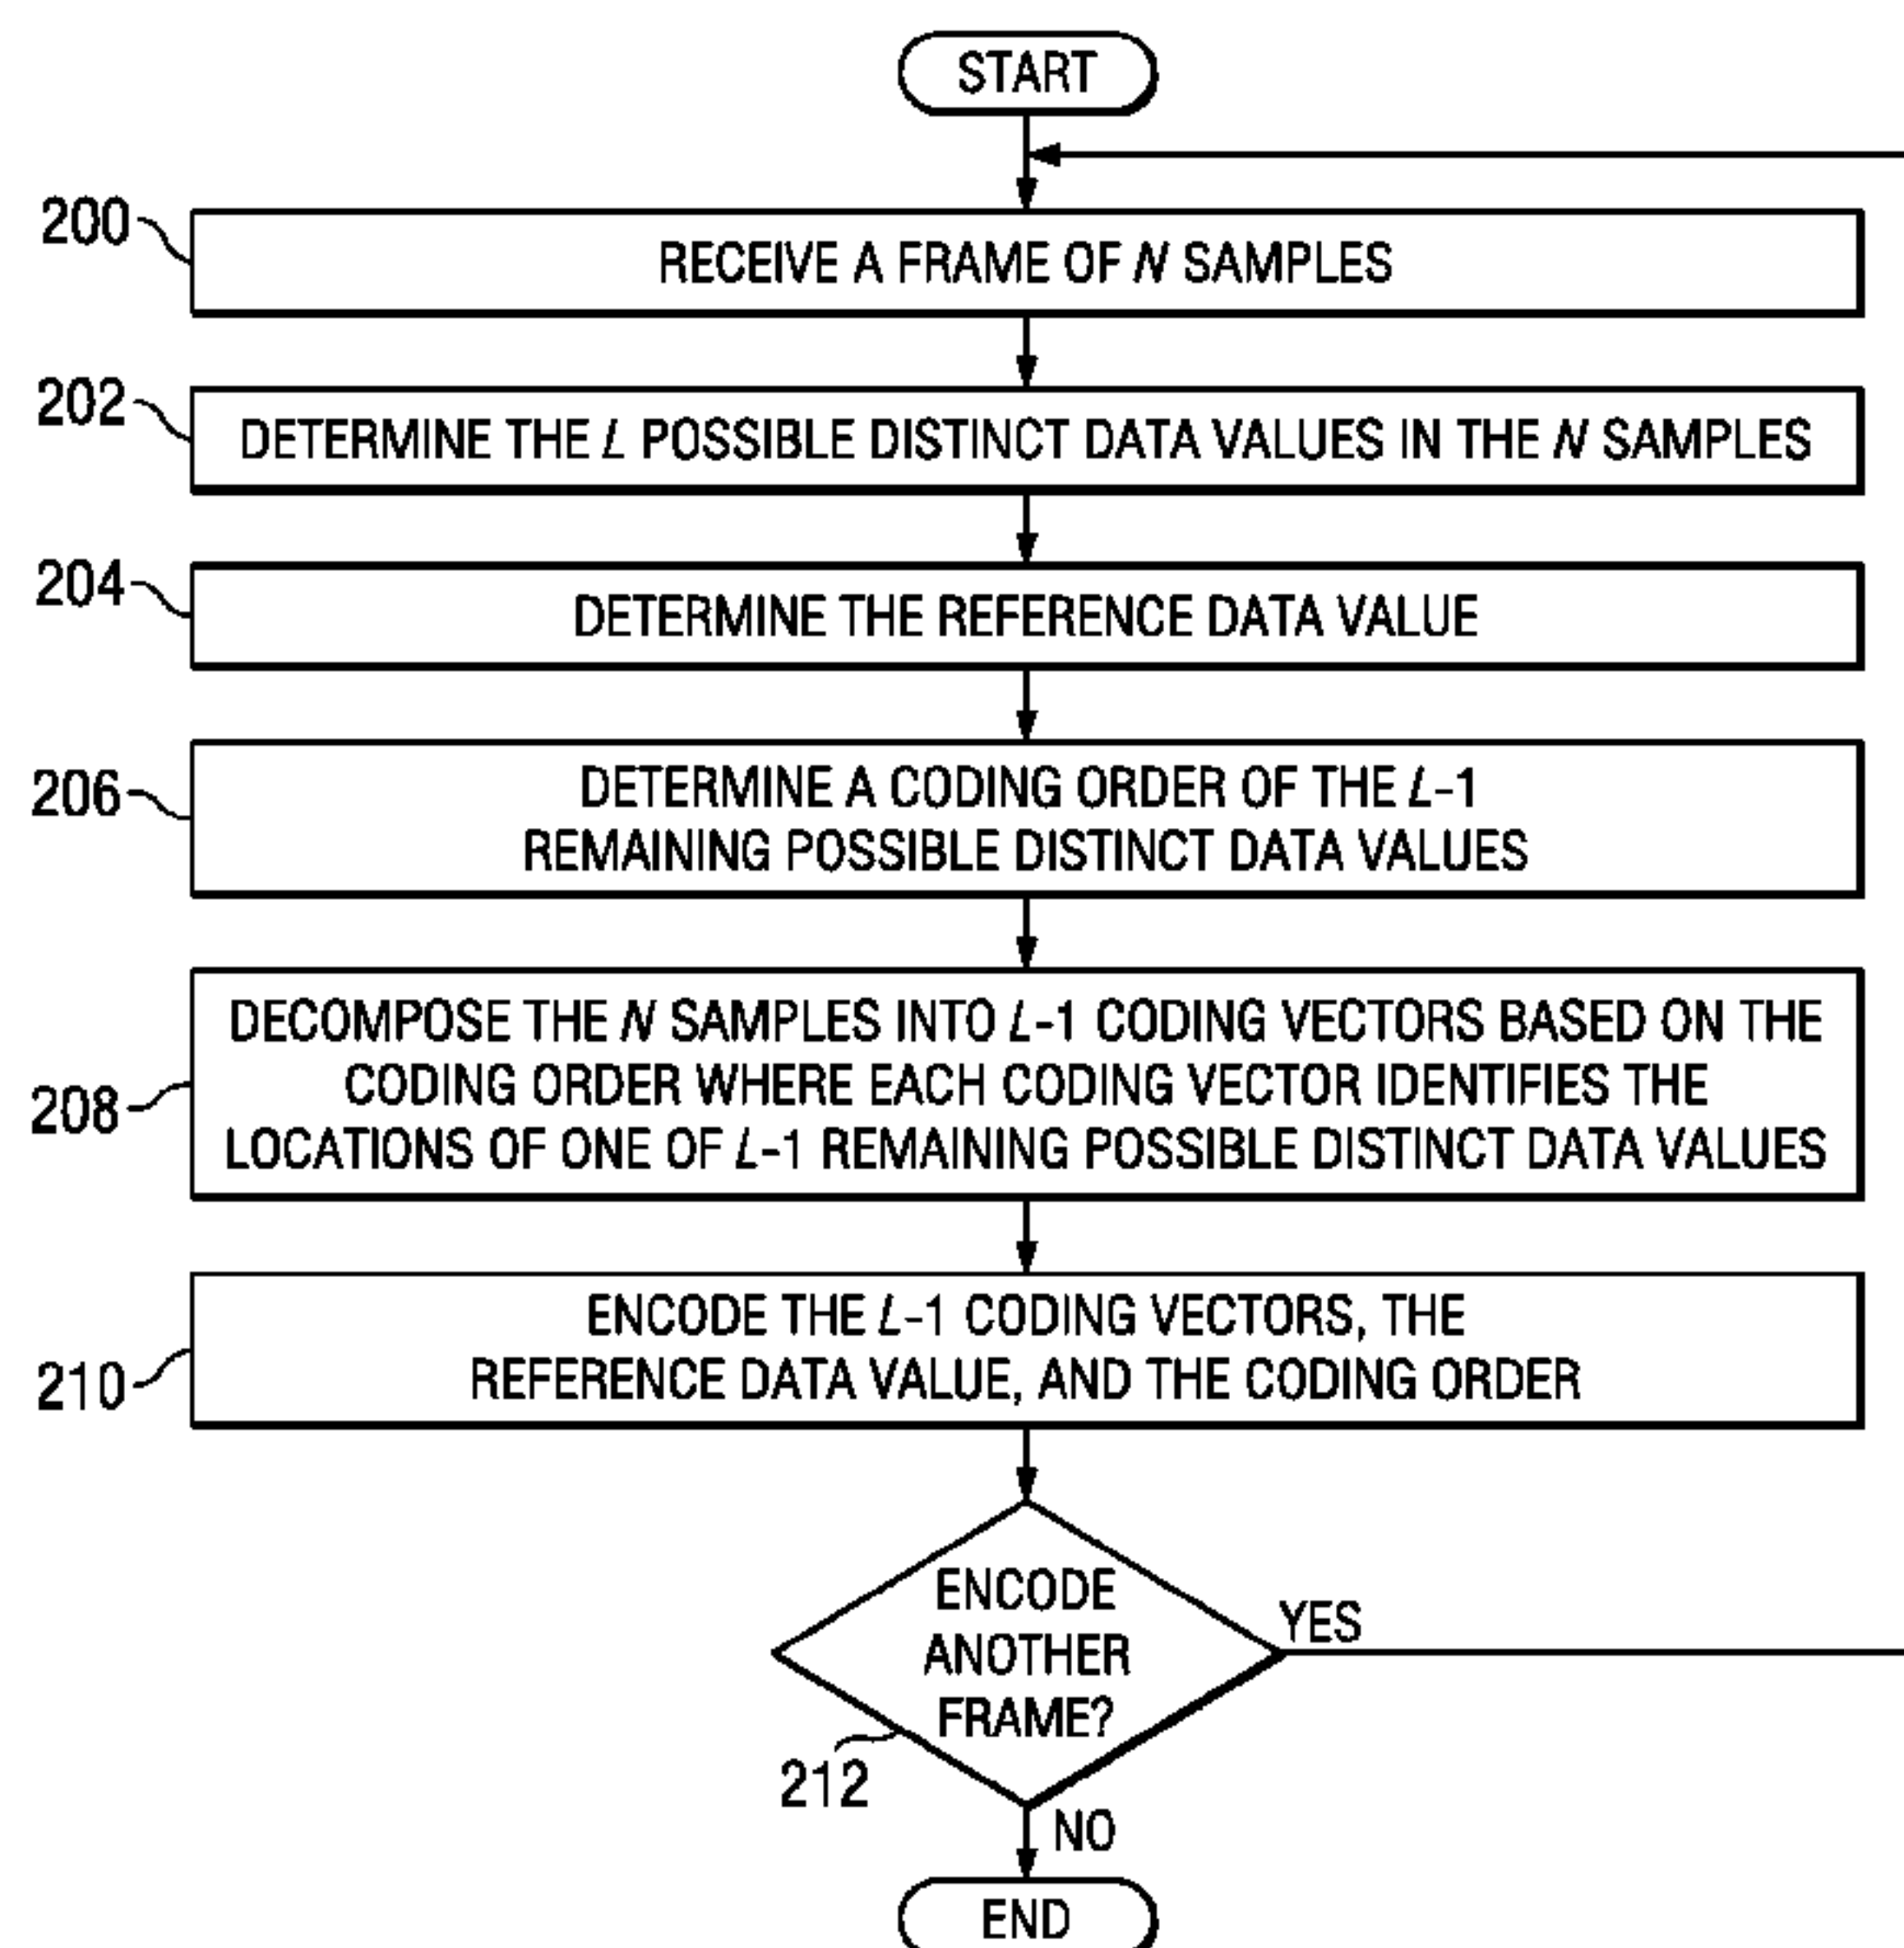 START
200
RECEIVE A FRAME OF N SAMPLES
202
DETERMINE THE L POSSIBLE DISTINCT DATA VALUES IN THE N SAMPLES
204
DETERMINE THE REFERENCE DATA VALUE
206
DETERMINE A CODING ORDER OF THE L-1
REMAINING POSSIBLE DISTINCT DATA VALUES
208
DECOMPOSE THE N SAMPLES INTO L-1 CODING VECTORS BASED ON THE
CODING ORDER WHERE EACH CODING VECTOR IDENTIFIES THE
LOCATIONS OF ONE OF L-1 REMAINING POSSIBLE DISTINCT DATA VALUES
210
ENCODE THE L-1 CODING VECTORS, THE
REFERENCE DATA VALUE, AND THE CODING ORDER
ENCODE
ANOTHER
FRAME?
YES
212
NO
END